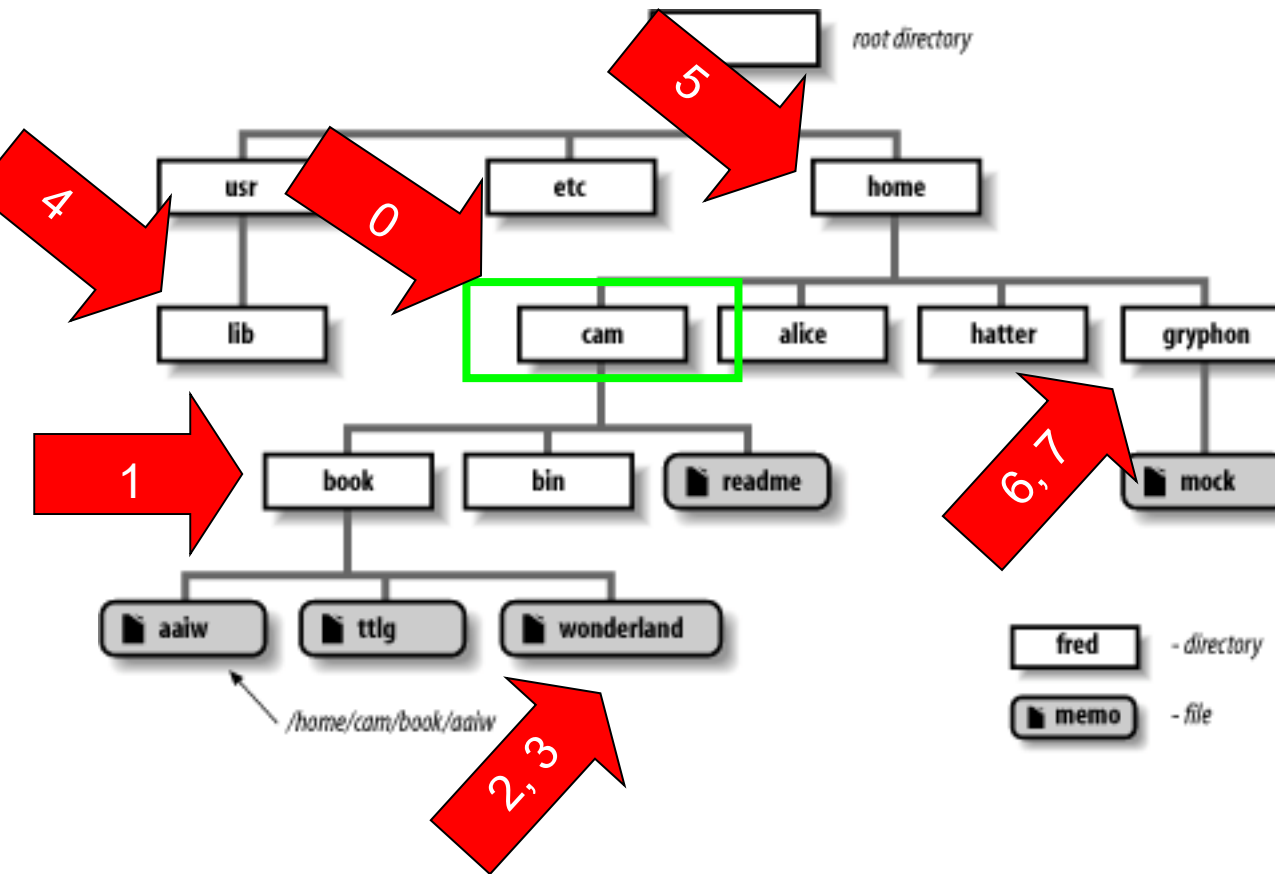 root directory
5
4
0
usr
etc
home
lib
cam
alice
hatter
gryphon
1
book
bin
readme
6, 7
mock
aaiw
ttlg
wonderland
/home/cam/book/aaiw
2, 3
fred
- directory
memo
- file